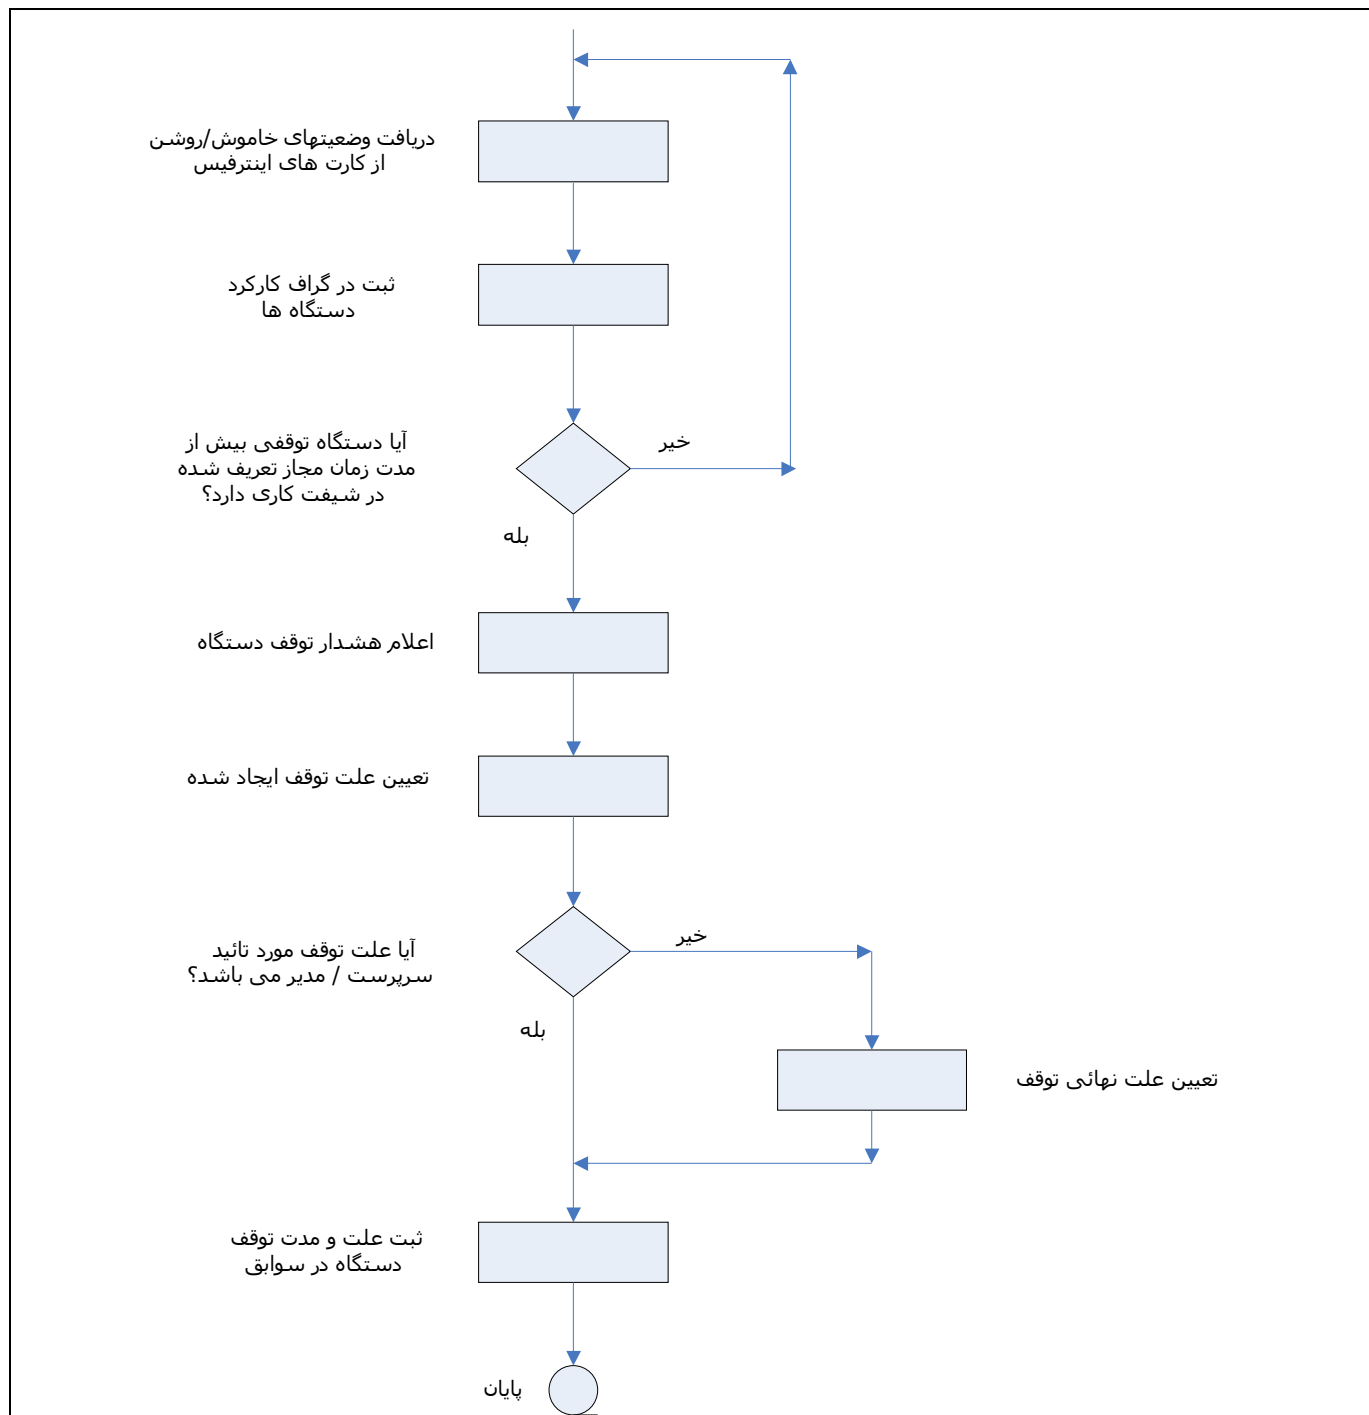 دریافت وضعیتهای خاموش/روشن
از کارت های اینترفیس
ثبت در گراف کارکرد
دستگاه ها
آیا دستگاه توقفی بیش از
مدت زمان مجاز تعریف شده
در شیفت کاری دارد؟
خیر
بله
اعلام هشدار توقف دستگاه
تعیین علت توقف ایجاد شده
آیا علت توقف مورد تائید
سرپرست / مدیر می باشد؟
خیر
بله
تعیین علت نهائی توقف
ثبت علت و مدت توقف
دستگاه در سوابق
پایان